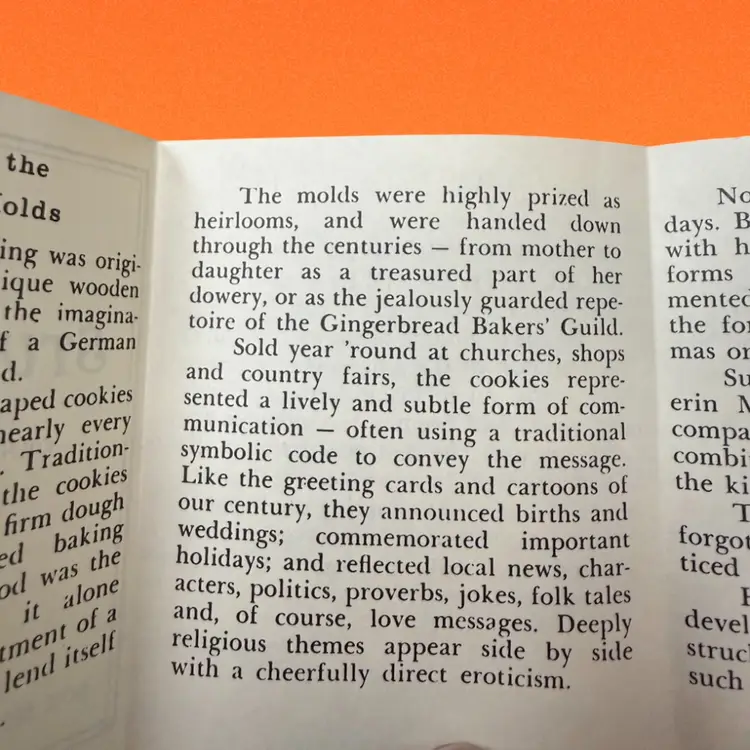 the
olds
ing was origi-
ique wooden
the imagina-
f a German
d.
aped cookies
nearly every
. Tradition-
the cookies
firm dough
ed baking
od was the
it alone
tment of a
lend itself
The molds were highly prized as
heirlooms, and were handed down
through the centuries — from mother to
daughter as a treasured part of her
dowery, or as the jealously guarded repe-
toire of the Gingerbread Bakers' Guild.
Sold year 'round at churches, shops
and country fairs, the cookies repre-
sented a lively and subtle form of com-
munication — often using a traditional
symbolic code to convey the message.
Like the greeting cards and cartoons of
our century, they announced births and
weddings; commemorated important
holidays; and reflected local news, char-
acters, politics, proverbs, jokes, folk tales
and, of course, love messages. Deeply
religious themes appear side by side
with a cheerfully direct eroticism.
No
days. B
with h
forms
mented
the for
mas or
Su
erin M
compa
combi
the ki
T
forgot
ticed
devel
struc
such